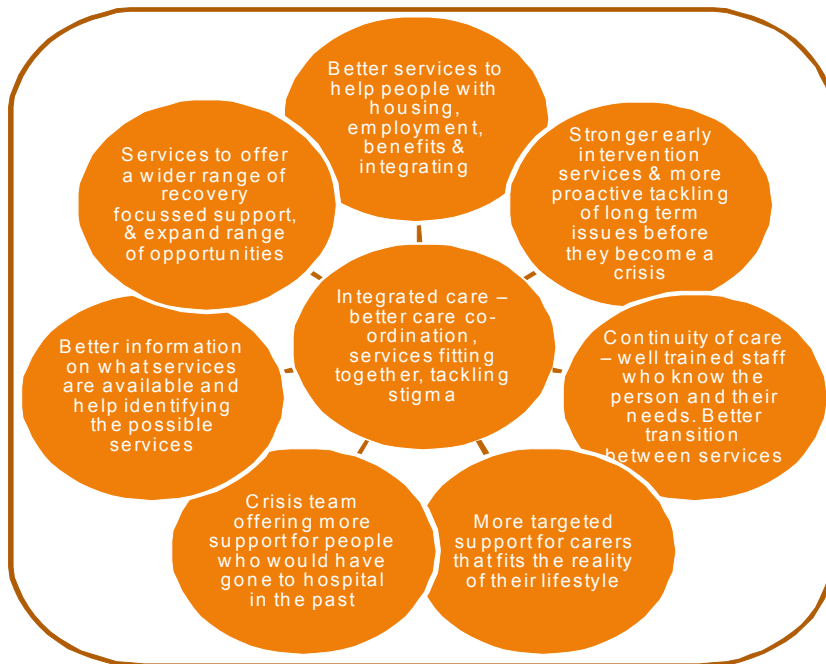 Better services to
help people with
housing,
employment,
benefits &
integrating
Stronger early
intervention
services & more
proactive tackling
of long term
issues before
they become a
crisis
Continuity of care
– well trained staff
who know the
person and their
needs. Better
transition
between services
More targeted
support for carers
that fits the reality
of their lifestyle
Crisis team
offering more
support for people
who would have
gone to hospital
in the past
Better information
on what services
are available and
help identifying
the possible
services
Services to offer
a wider range of
recovery
focussed support,
& expand range
of opportunities
Integrated care –
better care co-
ordination,
services fitting
together, tackling
stigma